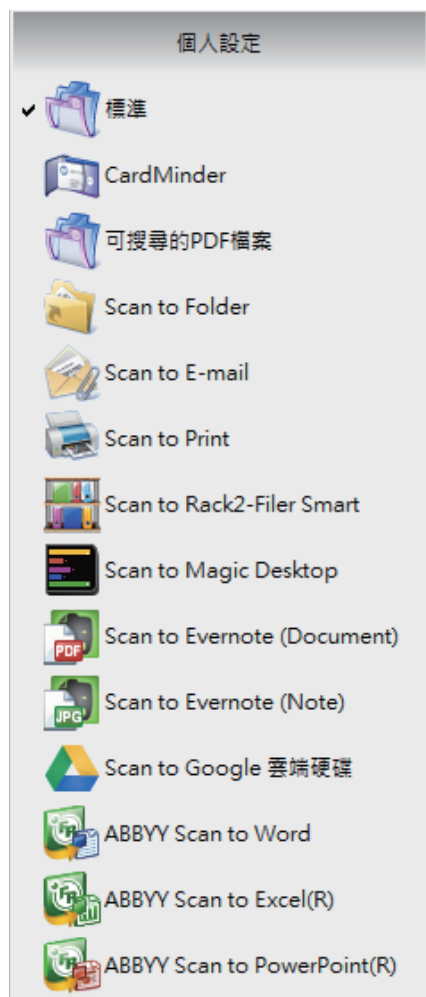 個人設定
標準
CardMinder
可搜尋的PDF檔案
Scan to Folder
Scan to E-mail
Scan to Print
Scan to Rack2-Filer Smart
Scan to Magic Desktop
PDF
Scan to Evernote (Document)
JPG
Scan to Evernote (Note)
Scan to Google 雲端硬碟
ABBYY Scan to Word
ABBYY Scan to Excel(R)
ABBYY Scan to PowerPoint(R)